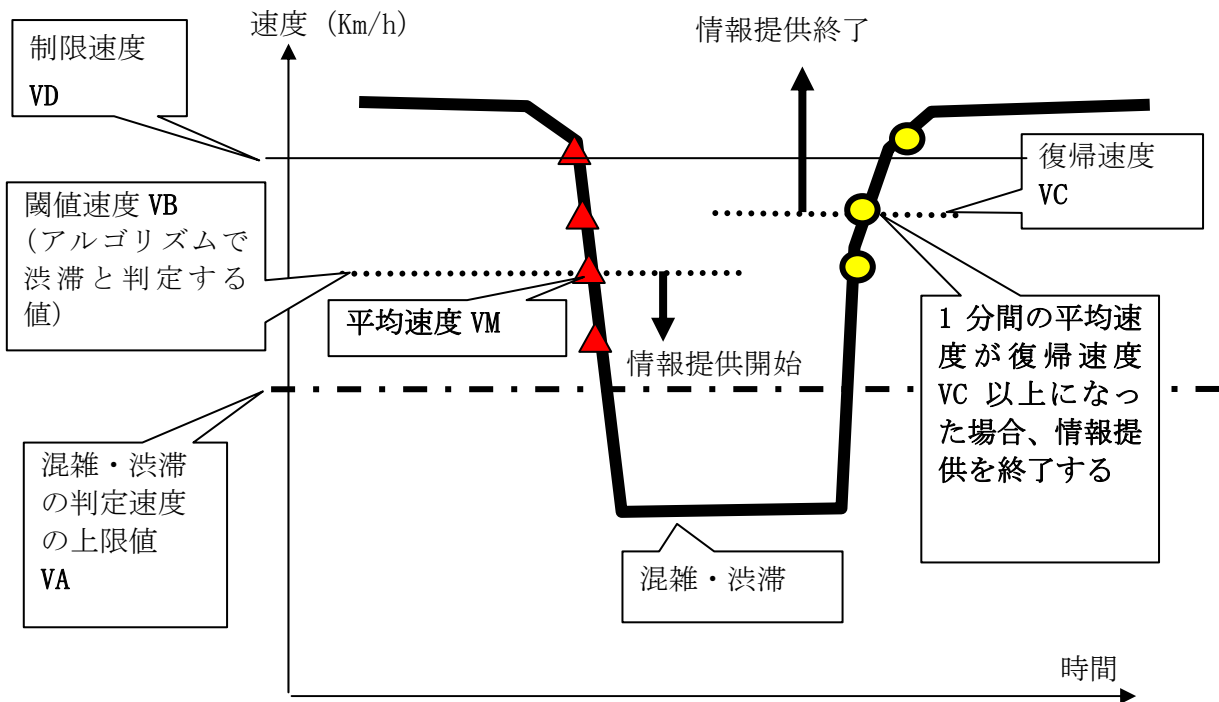 速度 (Km/h)
情報提供終了
制限速度
VD
復帰速度
VC
閾値速度 VB
(アルゴリズムで
渋滞と判定する
値)
平均速度 VM
情報提供開始
1 分間の平均速
度が復帰速度
VC 以上になっ
た場合、情報提
供を終了する
混雑・渋滞
の判定速度
の上限値
VA
混雑・渋滞
時間